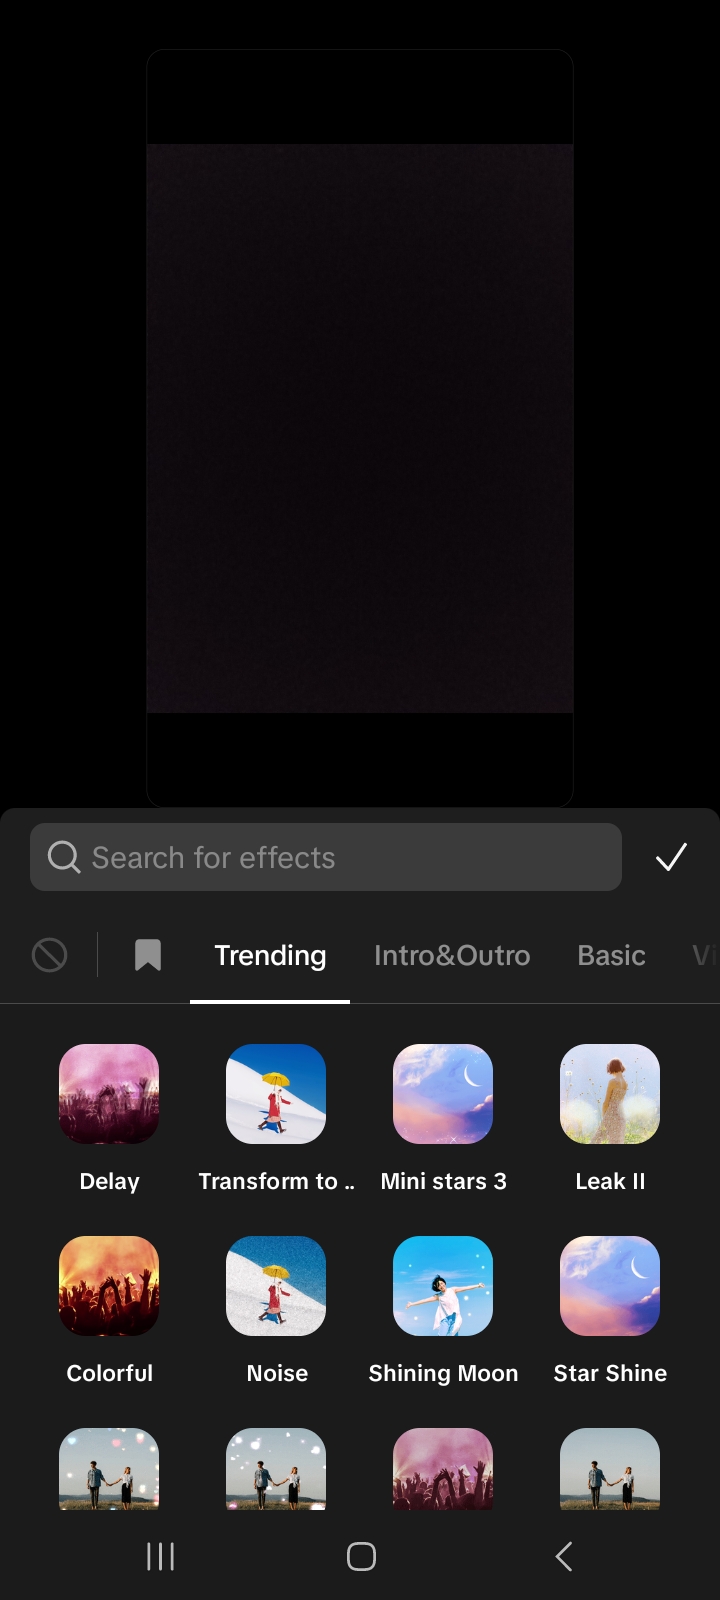 Search for effects
Trending Intro&Outro Basic
Delay Transform to .. Mini stars 3 Leak II
Colorful Noise Shining Moon Star Shine